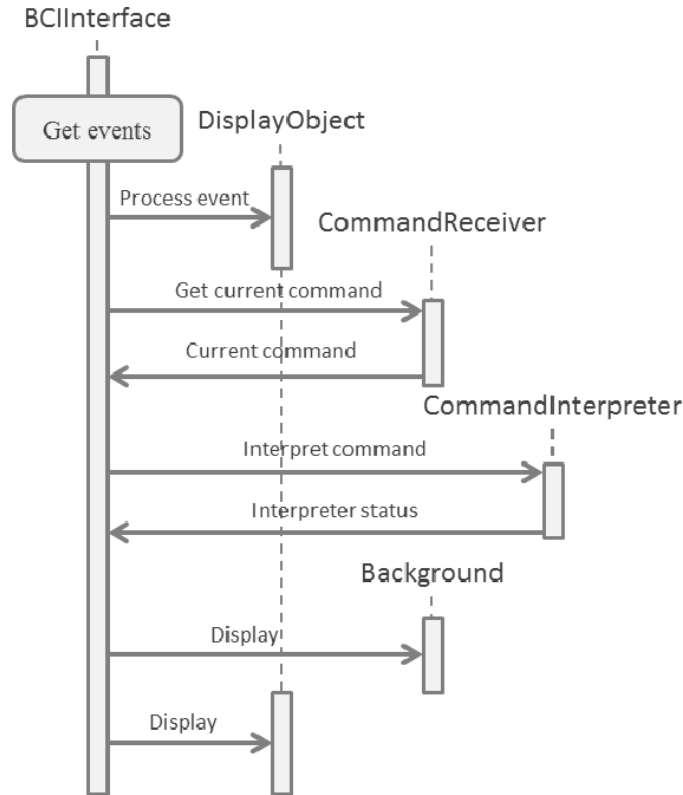 BCIInterface
Get events
DisplayObject
Process event
CommandReceiver
Get current command
Current command
CommandInterpreter
Interpret command
Interpreter status
Background
Display
Display